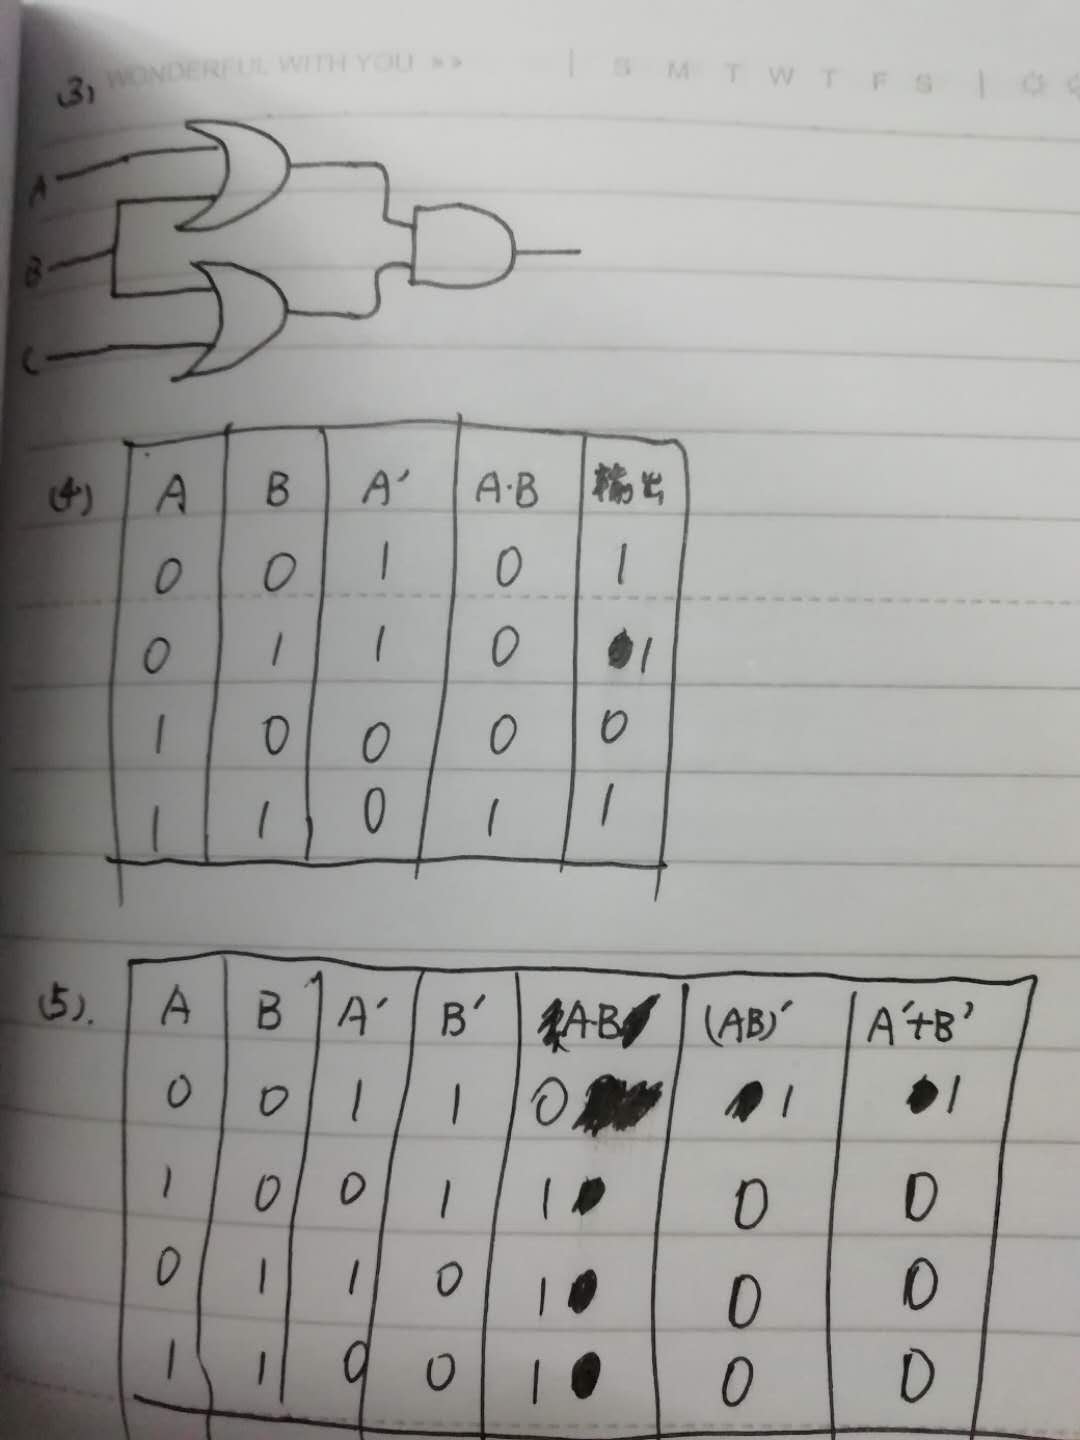 (3) WONDERFUL WITH YOU >> | S M T W T F S |
A
B
C
(4) A B A′ A·B 输出
0 0 1 0 1
0 1 1 0 1
1 0 0 0 0
1 1 0 1 1
(5). A B A′ B′ A·B (AB)′ A′+B′
0 0 1 1 0 1 1
1 0 0 1 1 0 0
0 1 1 0 1 0 0
1 1 0 0 1 0 0